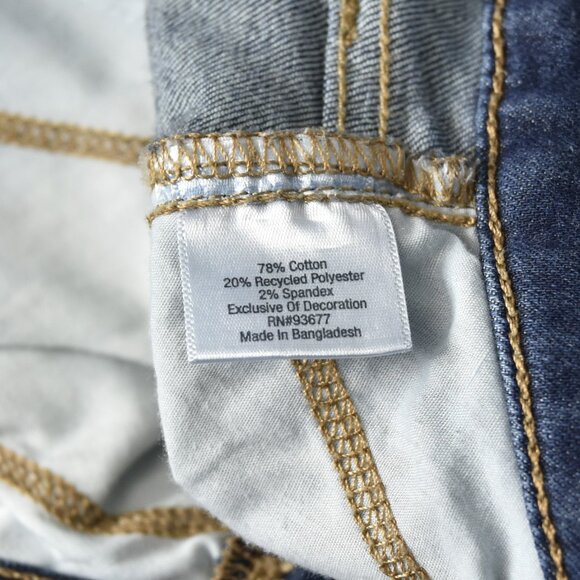 78% Cotton
20% Recycled Polyester
2% Spandex
Exclusive Of Decoration
RN#93677
Made In Bangladesh